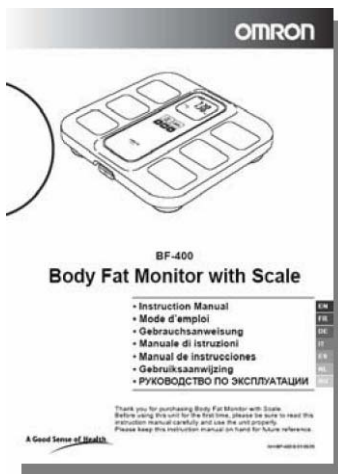 OMRON
BF-400
Body Fat Monitor with Scale
• Instruction Manual
EN
• Mode d'emploi
FR
• Gebrauchsanweisung
DE
• Manuale di istruzioni
IT
• Manual de instrucciones
ES
• Gebruiksaanwijzing
NL
• РУКОВОДСТВО ПО ЭКСПЛУАТАЦИИ
RU
Thank you for purchasing Body Fat Monitor with Scale.
Before using this unit for the first time, please be sure to read this
instruction manual carefully and use the unit properly.
Please keep this instruction manual on hand for future reference.
A Good Sense of Health